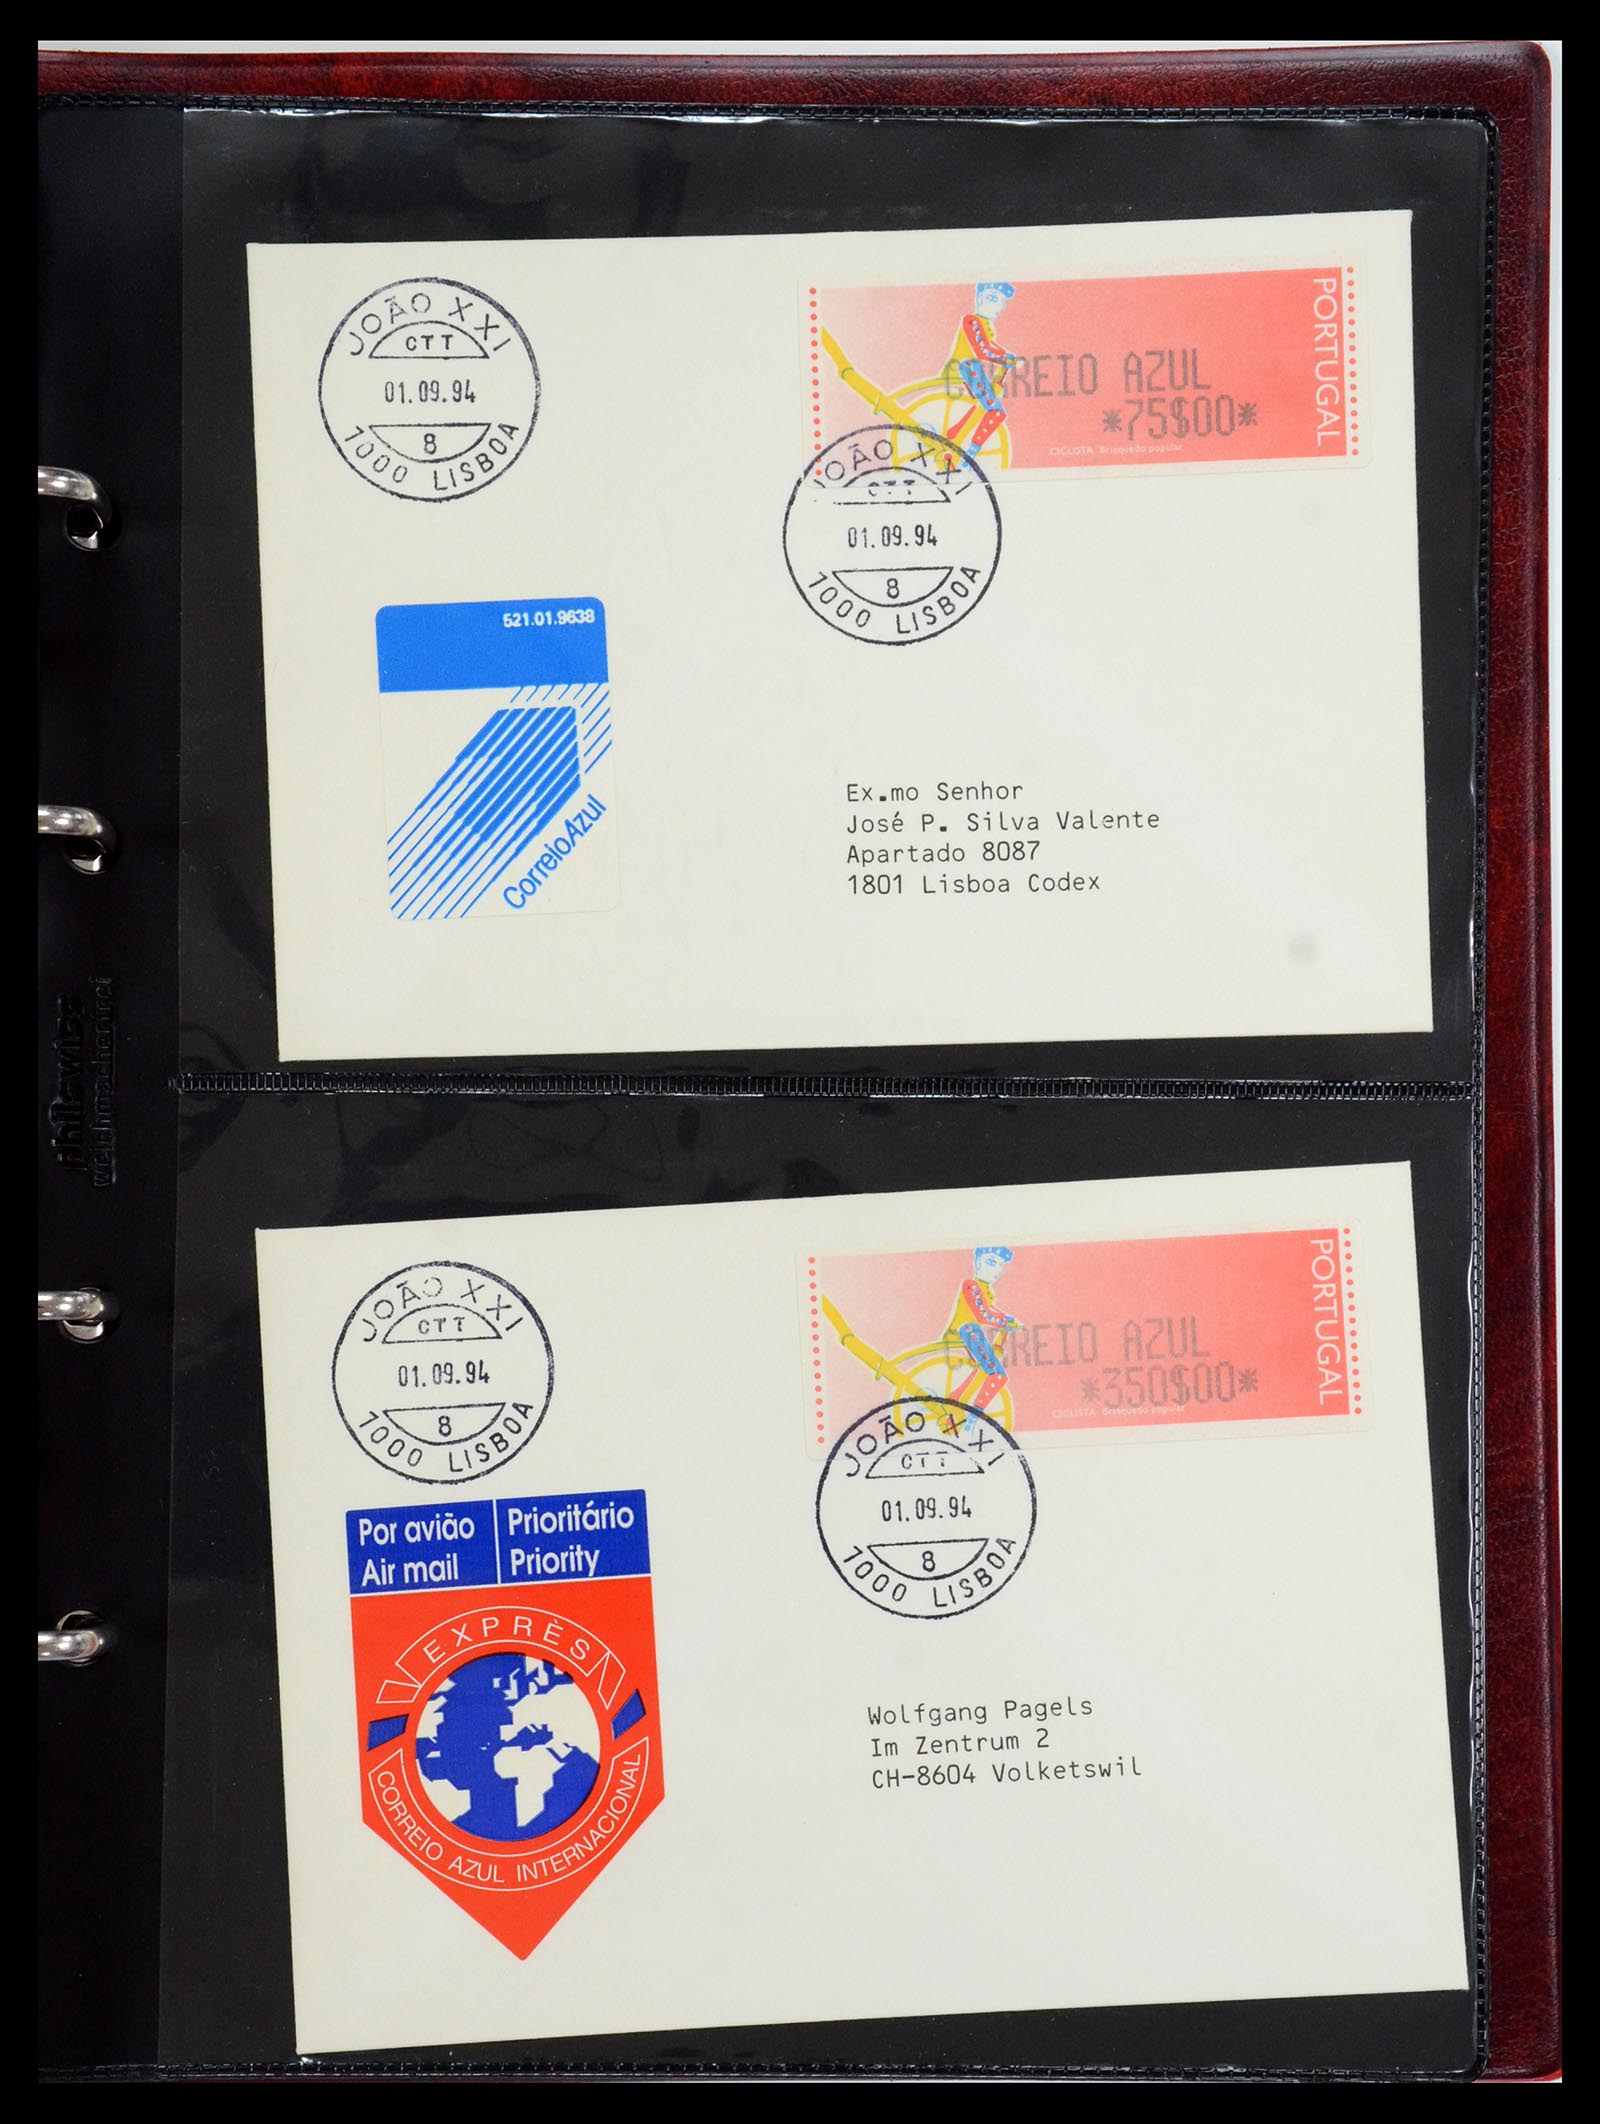 JOÃO XXI
CTT
01.09.94
8
1000 LISBOA
PORTUGAL
CORREIO AZUL
*75$00*
CICLISTA Brinquedo popular
JOÃO XXI
CTT
01.09.94
8
1000 LISBOA
521.01.9638
CorreioAzul
Ex.mo Senhor
José P. Silva Valente
Apartado 8087
1801 Lisboa Codex
philswiss
weichmacherfrei
JOÃO XXI
CTT
01.09.94
8
1000 LISBOA
PORTUGAL
CORREIO AZUL
*350$00*
CICLISTA Brinquedo popular
JOÃO XXI
CTT
01.09.94
8
1000 LISBOA
Por avião
Air mail
Prioritário
Priority
EXPRÈS
CORREIO AZUL INTERNACIONAL
Wolfgang Pagels
Im Zentrum 2
CH-8604 Volketswil